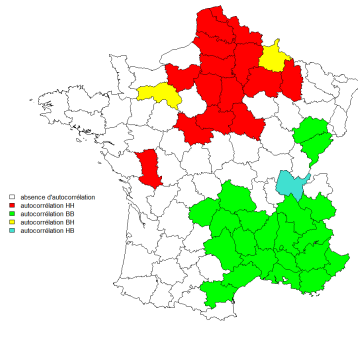 absence d'autocorrélation
autocorrélation HH
autocorrélation BB
autocorrélation BH
autocorrélation HB